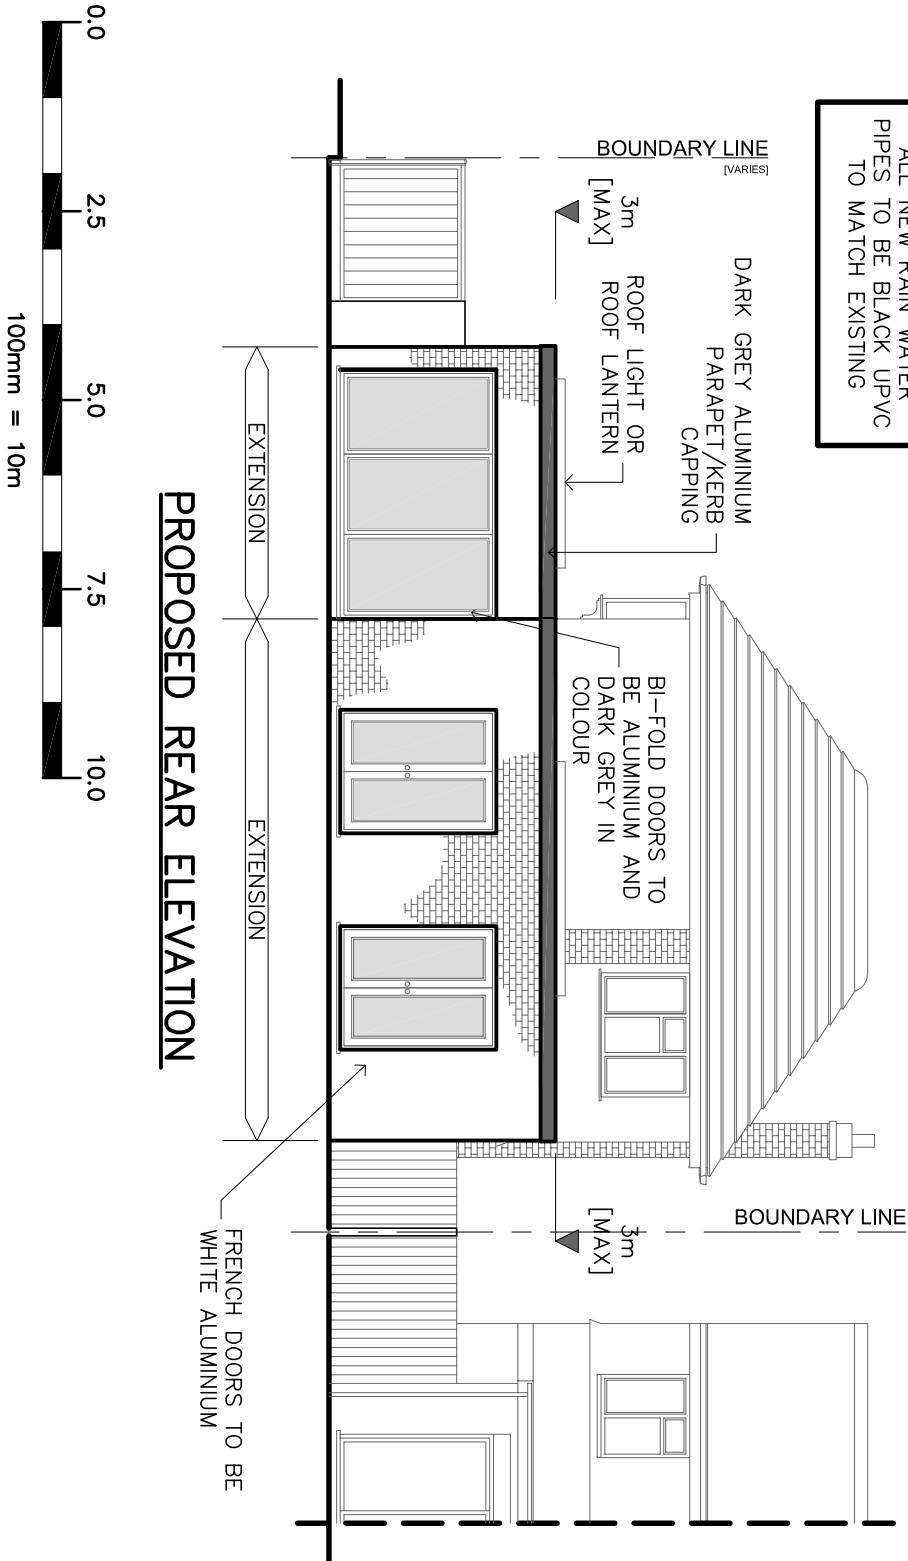 ALL NEW RAIN WATER
PIPES TO BE BLACK UPVC
TO MATCH EXISTING
BOUNDARY LINE
[VARIES]
3m
[MAX]
DARK GREY ALUMINIUM
PARAPET/KERB
CAPPING
ROOF LIGHT OR
ROOF LANTERN
BI-FOLD DOORS TO
BE ALUMINIUM AND
DARK GREY IN
COLOUR
BOUNDARY LINE
3m
[MAX]
FRENCH DOORS TO BE
WHITE ALUMINIUM
EXTENSION
EXTENSION
PROPOSED REAR ELEVATION
0.0
2.5
5.0
7.5
10.0
100mm = 10m